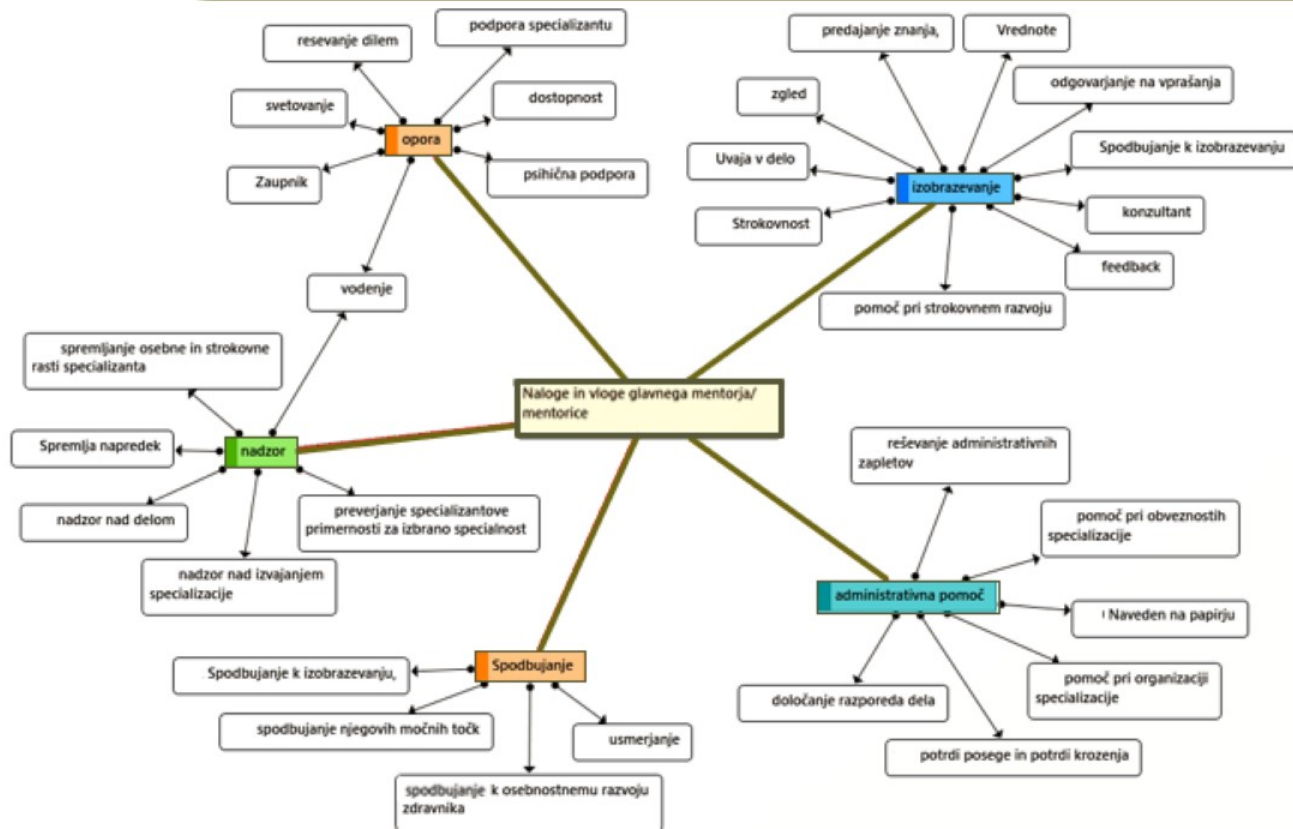 podpora specializantu
resevanje dilem
svetovanje
dostopnost
opora
Zaupnik
psihična podpora
vodenje
predajanje znanja,
Vrednote
odgovarjanje na vprašanja
zgled
Spodbujanje k izobrazevanju
Uvaja v delo
izobrazevanje
Strokovnost
konzultant
feedback
pomoč pri strokovnem razvoju
Naloge in vloge glavnega mentorja/
mentorice
spremljanje osebne in strokovne
rasti specializanta
Spremlja napredek
nadzor
nadzor nad delom
preverjanje specializantove
primernosti za izbrano specialnost
nadzor nad izvajanjem
specializacije
reševanje administrativnih
zapletov
pomoč pri obveznostih
specializacije
administrativna pomoč
Naveden na papirju
pomoč pri organizaciji
specializacije
določanje razporeda dela
potrdi posege in potrdi krozenja
Spodbujanje
Spodbujanje k izobrazevanju,
spodbujanje njegovih močnih točk
usmerjanje
spodbujanje k osebnostnemu razvoju
zdravnika